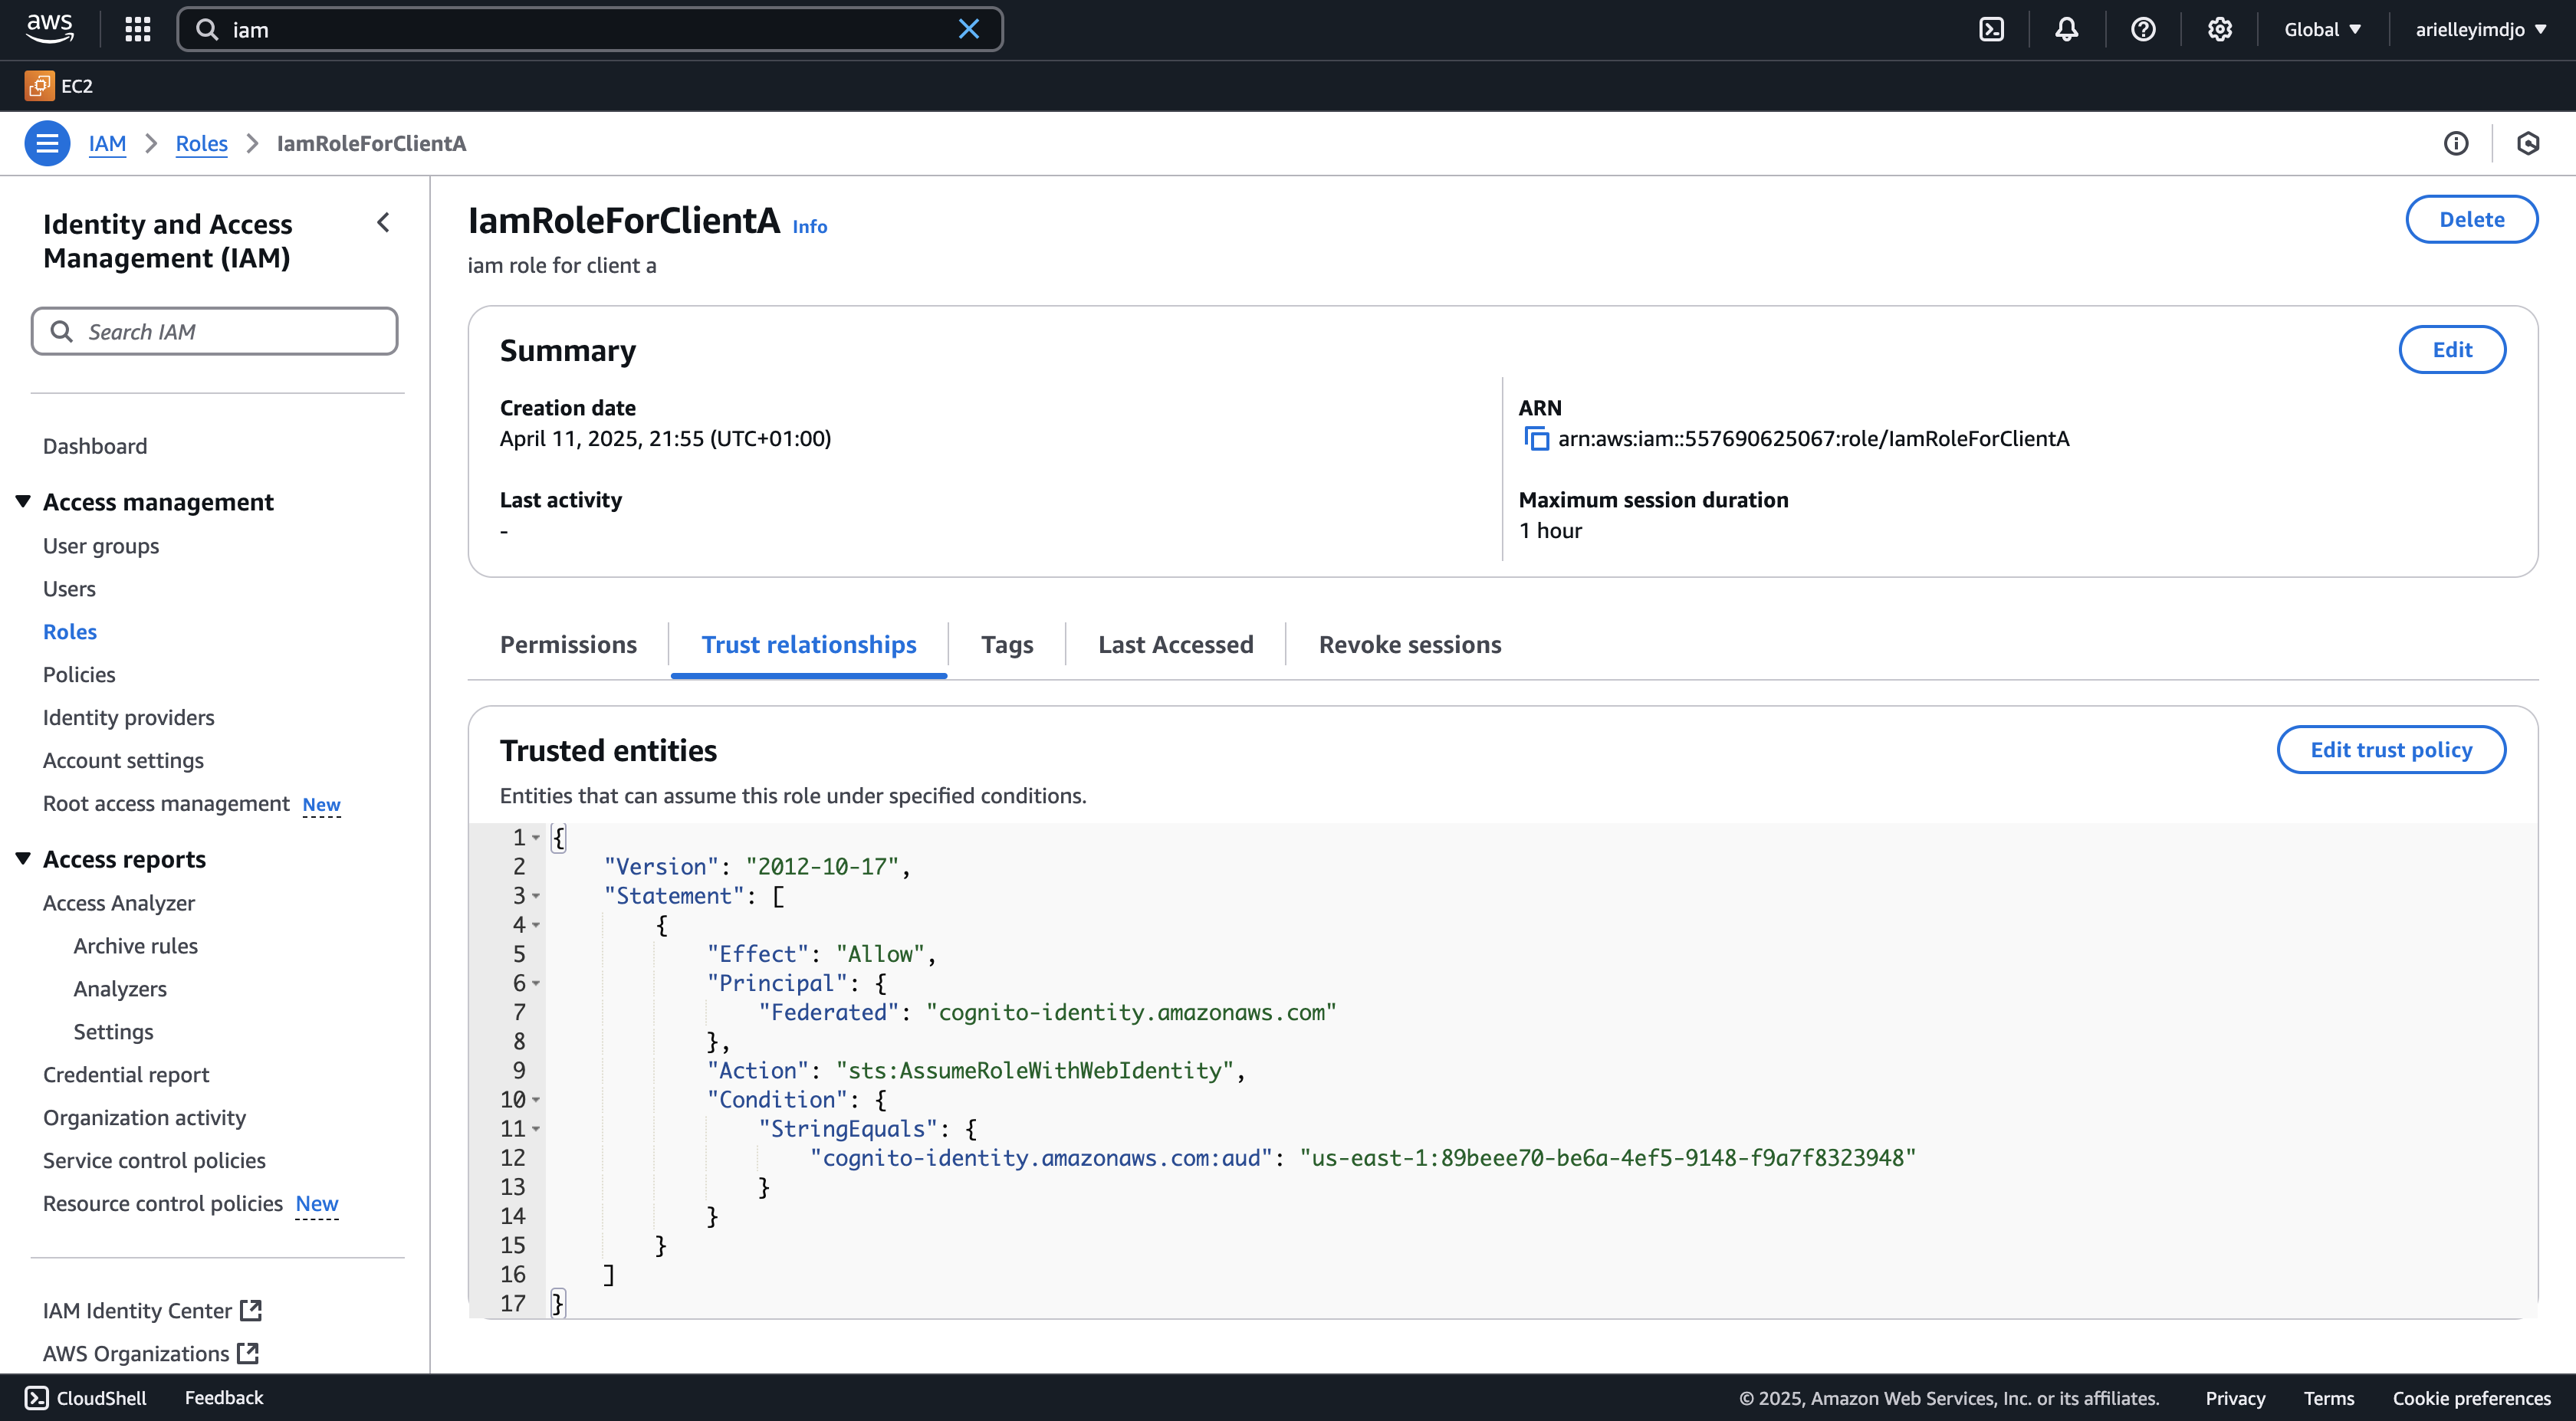 aws
iam
Global
arielleyimdjo
EC2
IAM
Roles
IamRoleForClientA
Identity and Access
Management (IAM)
Search IAM
Dashboard
Access management
User groups
Users
Roles
Policies
Identity providers
Account settings
Root access management New
Access reports
Access Analyzer
Archive rules
Analyzers
Settings
Credential report
Organization activity
Service control policies
Resource control policies New
IAM Identity Center
AWS Organizations
IamRoleForClientA Info
Delete
iam role for client a
Summary
Edit
Creation date
April 11, 2025, 21:55 (UTC+01:00)
ARN
arn:aws:iam::557690625067:role/IamRoleForClientA
Last activity
-
Maximum session duration
1 hour
Permissions
Trust relationships
Tags
Last Accessed
Revoke sessions
Trusted entities
Edit trust policy
Entities that can assume this role under specified conditions.
1 {
2 "Version": "2012-10-17",
3 "Statement": [
4 {
5 "Effect": "Allow",
6 "Principal": {
7 "Federated": "cognito-identity.amazonaws.com"
8 },
9 "Action": "sts:AssumeRoleWithWebIdentity",
10 "Condition": {
11 "StringEquals": {
12 "cognito-identity.amazonaws.com:aud": "us-east-1:89beee70-be6a-4ef5-9148-f9a7f8323948"
13 }
14 }
15 }
16 ]
17 }
CloudShell
Feedback
© 2025, Amazon Web Services, Inc. or its affiliates.
Privacy
Terms
Cookie preferences